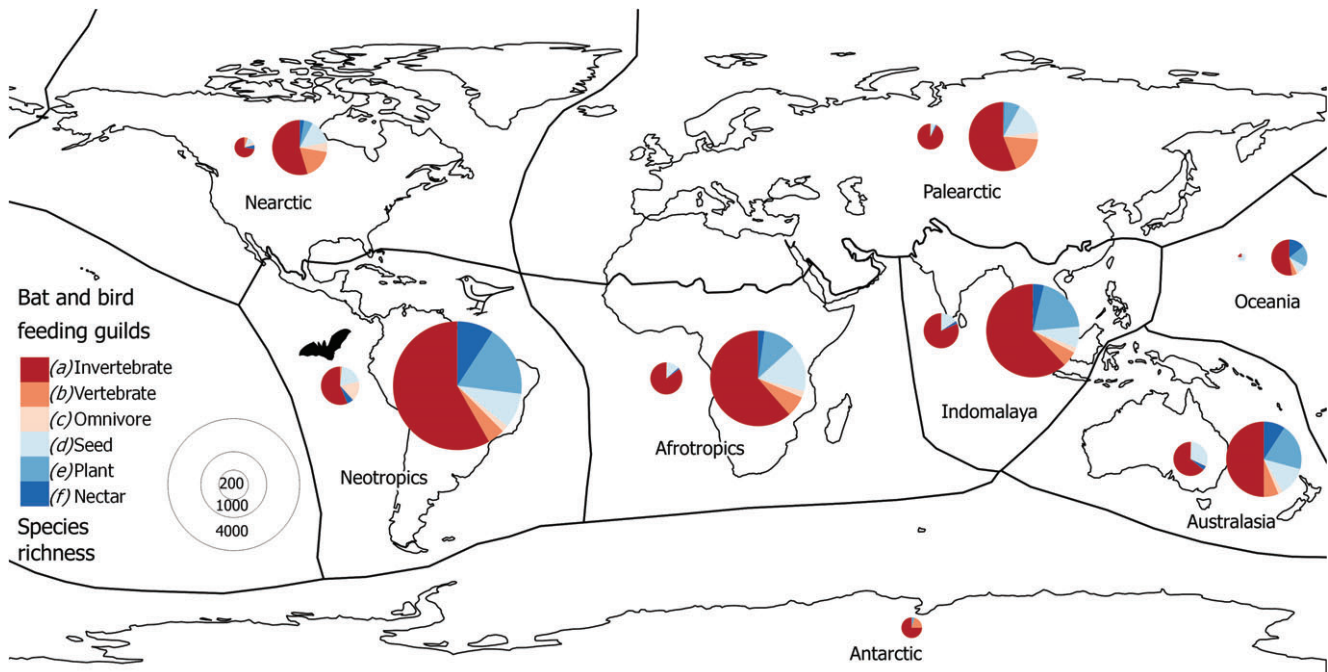 Nearctic
Palearctic
Oceania
Bat and bird
feeding guilds
(a)Invertebrate
(b)Vertebrate
(c)Omnivore
(d)Seed
(e)Plant
(f)Nectar
Species
richness
200
1000
4000
Neotropics
Afrotropics
Indomalaya
Australasia
Antarctic